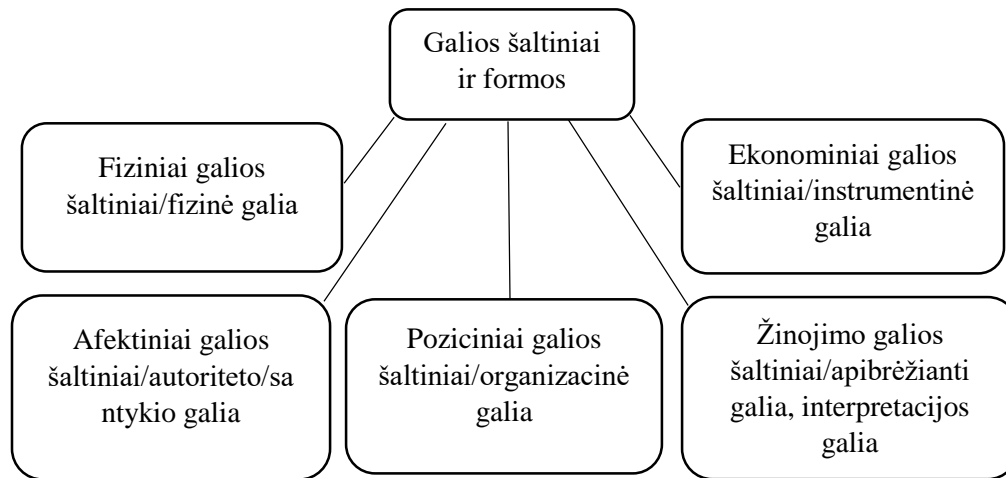 Galios šaltiniai
ir formos
Fiziniai galios
šaltiniai/fizinė galia
Ekonominiai galios
šaltiniai/instrumentinė
galia
Afektiniai galios
šaltiniai/autoriteto/sa
ntykio galia
Poziciniai galios
šaltiniai/organizacinė
galia
Žinojimo galios
šaltiniai/apibrėžianti
galia, interpretacijos
galia